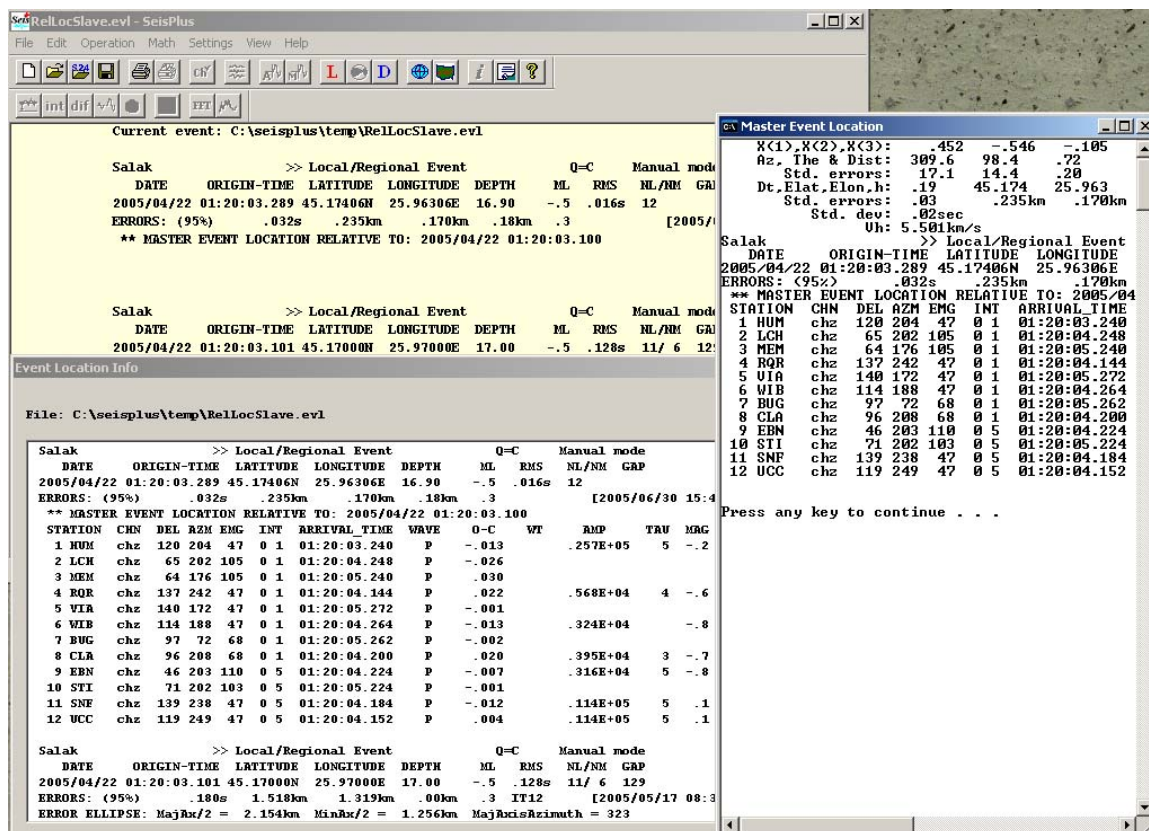 RelLocSlave.evl - SeisPlus
File Edit Operation Math Settings View Help
S24 L D i ?
int dif FFT
Current event: C:\seisplus\temp\RelLocSlave.evl
Salak >> Local/Regional Event Q=C Manual mode
DATE ORIGIN-TIME LATITUDE LONGITUDE DEPTH ML RMS NL/NM GAP
2005/04/22 01:20:03.289 45.17406N 25.96306E 16.90 -.5 .016s 12
ERRORS: (95%) .032s .235km .170km .18km .3 [2005/0
** MASTER EVENT LOCATION RELATIVE TO: 2005/04/22 01:20:03.100
Salak >> Local/Regional Event Q=C Manual mode
DATE ORIGIN-TIME LATITUDE LONGITUDE DEPTH ML RMS NL/NM GA
2005/04/22 01:20:03.101 45.17000N 25.97000E 17.00 -.5 .128s 11/ 6 12
Event Location Info
File: C:\seisplus\temp\RelLocSlave.evl
Salak >> Local/Regional Event Q=C Manual mode
DATE ORIGIN-TIME LATITUDE LONGITUDE DEPTH ML RMS NL/NM GAP
2005/04/22 01:20:03.289 45.17406N 25.96306E 16.90 -.5 .016s 12
ERRORS: (95%) .032s .235km .170km .18km .3 [2005/06/30 15:4
** MASTER EVENT LOCATION RELATIVE TO: 2005/04/22 01:20:03.100
STATION CHN DEL AZM EMG INT ARRIVAL_TIME WAVE O-C WT AMP TAU MAG
1 HUM chz 120 204 47 0 1 01:20:03.240 P -.013 .257E+05 5 -.2
2 LCH chz 65 202 105 0 1 01:20:04.248 P -.026
3 MEM chz 64 176 105 0 1 01:20:05.240 P .030
4 RQR chz 137 242 47 0 1 01:20:04.144 P .022 .568E+04 4 -.6
5 VIA chz 140 172 47 0 1 01:20:05.272 P -.001
6 WIB chz 114 188 47 0 1 01:20:04.264 P -.013 .324E+04 -.8
7 BUG chz 97 72 68 0 1 01:20:05.262 P -.002
8 CLA chz 96 208 68 0 1 01:20:04.200 P .020 .395E+04 3 -.7
9 EBN chz 46 203 110 0 5 01:20:04.224 P -.007 .316E+04 5 -.8
10 STI chz 71 202 103 0 5 01:20:05.224 P -.001
11 SNF chz 139 238 47 0 5 01:20:04.184 P -.012 .114E+05 5 .1
12 UCC chz 119 249 47 0 5 01:20:04.152 P .004 .114E+05 5 .1
Salak >> Local/Regional Event Q=C Manual mode
DATE ORIGIN-TIME LATITUDE LONGITUDE DEPTH ML RMS NL/NM GAP
2005/04/22 01:20:03.101 45.17000N 25.97000E 17.00 -.5 .128s 11/ 6 129
ERRORS: (95%) .180s 1.518km 1.319km .00km .3 IT12 [2005/05/17 08:3
ERROR ELLIPSE: MajAx/2 = 2.154km MinAx/2 = 1.256km MajAxisAzimuth = 323
Master Event Location
X(1),X(2),X(3): .452 -.546 -.105
Az, The & Dist: 309.6 98.4 .72
Std. errors: 17.1 14.4 .20
Dt,Elat,Elon,h: .19 45.174 25.963
Std. errors: .03 .235km .170km
Std. dev: .02sec
Vh: 5.501km/s
Salak >> Local/Regional Event
DATE ORIGIN-TIME LATITUDE LONGITUDE
2005/04/22 01:20:03.289 45.17406N 25.96306E
ERRORS: (95%) .032s .235km .170km
** MASTER EVENT LOCATION RELATIVE TO: 2005/04
STATION CHN DEL AZM EMG INT ARRIVAL_TIME
1 HUM chz 120 204 47 0 1 01:20:03.240
2 LCH chz 65 202 105 0 1 01:20:04.248
3 MEM chz 64 176 105 0 1 01:20:05.240
4 RQR chz 137 242 47 0 1 01:20:04.144
5 VIA chz 140 172 47 0 1 01:20:05.272
6 WIB chz 114 188 47 0 1 01:20:04.264
7 BUG chz 97 72 68 0 1 01:20:05.262
8 CLA chz 96 208 68 0 1 01:20:04.200
9 EBN chz 46 203 110 0 5 01:20:04.224
10 STI chz 71 202 103 0 5 01:20:05.224
11 SNF chz 139 238 47 0 5 01:20:04.184
12 UCC chz 119 249 47 0 5 01:20:04.152
Press any key to continue . . .